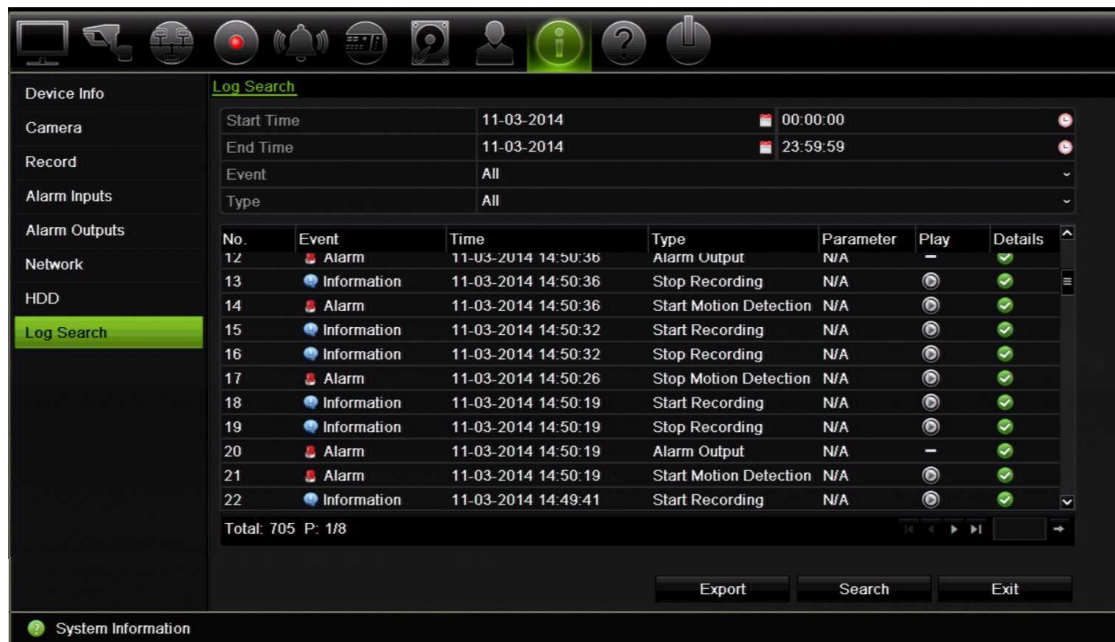 Device Info
Camera
Record
Alarm Inputs
Alarm Outputs
Network
HDD
Log Search
Log Search
Start Time 11-03-2014 00:00:00
End Time 11-03-2014 23:59:59
Event All
Type All
No. Event Time Type Parameter Play Details
12 Alarm 11-03-2014 14:50:36 Alarm Output N/A –
13 Information 11-03-2014 14:50:36 Stop Recording N/A
14 Alarm 11-03-2014 14:50:36 Start Motion Detection N/A
15 Information 11-03-2014 14:50:32 Start Recording N/A
16 Information 11-03-2014 14:50:32 Stop Recording N/A
17 Alarm 11-03-2014 14:50:26 Stop Motion Detection N/A
18 Information 11-03-2014 14:50:19 Start Recording N/A
19 Information 11-03-2014 14:50:19 Stop Recording N/A
20 Alarm 11-03-2014 14:50:19 Alarm Output N/A –
21 Alarm 11-03-2014 14:50:19 Start Motion Detection N/A
22 Information 11-03-2014 14:49:41 Start Recording N/A
Total: 705 P: 1/8
Export Search Exit
System Information